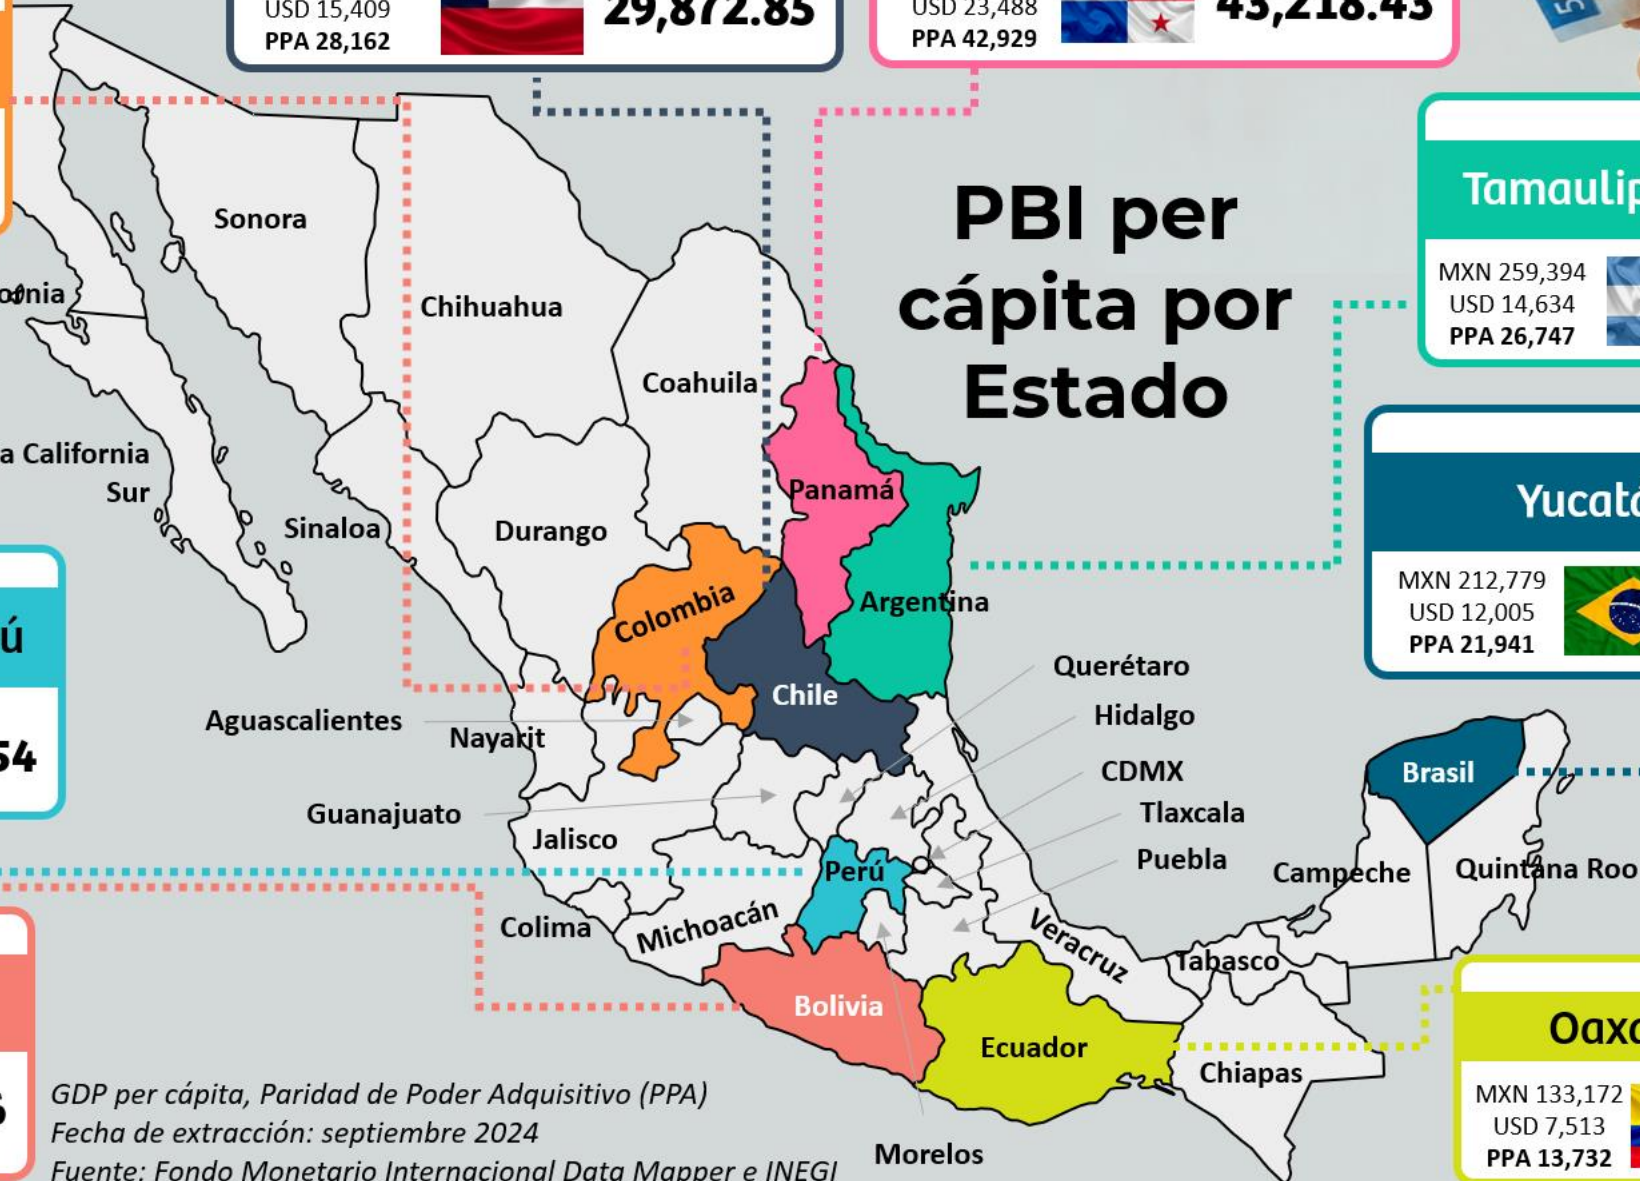 USD 15,409
PPA 28,162
29,872.85
USD 23,488
PPA 42,929
43,218.43
PBI per
cápita por
Estado
Tamaulip
MXN 259,394
USD 14,634
PPA 26,747
Yucatá
MXN 212,779
USD 12,005
PPA 21,941
Sonora
Chihuahua
Coahuila
ornia
a California
Sur
Sinaloa
Durango
Panamá
Colombia
Argentina
Chile
Querétaro
Hidalgo
CDMX
Tlaxcala
Puebla
Aguascalientes
Nayarit
Guanajuato
Jalisco
Perú
Colima
Michoacán
Veracruz
Brasil
Campeche
Quintana Roo
Tabasco
Bolivia
Ecuador
Chiapas
Morelos
ú
54
Oaxa
MXN 133,172
USD 7,513
PPA 13,732
GDP per cápita, Paridad de Poder Adquisitivo (PPA)
Fecha de extracción: septiembre 2024
Fuente: Fondo Monetario Internacional Data Mapper e INEGI